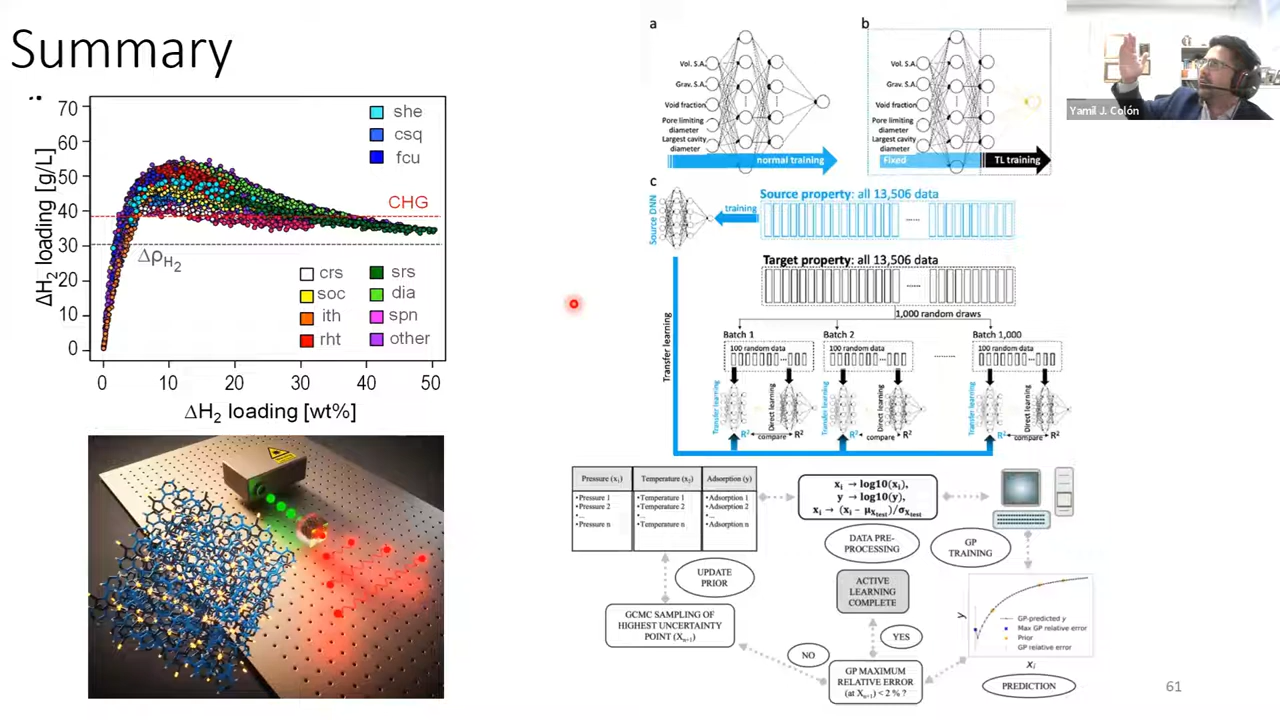 Summary
70
60
50
40
30
20
10
0
ΔH2 loading [g/L]
she
csq
fcu
CHG
ΔρH2
crs
soc
ith
rht
srs
dia
spn
other
0
10
20
30
40
50
ΔH2 loading [wt%]
a
Vol. S.A.
Grav. S.A.
Void fraction
Pore limiting
diameter
Largest cavity
diameter
normal training
b
Vol. S.A.
Grav. S.A.
Void fraction
Pore limiting
diameter
Largest cavity
diameter
Fixed
TL training
Yamil J. Colón
c
Source DNN
training
Source property: all 13,506 data
Target property: all 13,506 data
1,000 random draws
Transfer learning
Batch 1
100 random data
Transfer learning
Direct learning
R²
compare
R²
Batch 2
100 random data
Transfer learning
Direct learning
R²
compare
R²
Batch 1,000
100 random data
Transfer learning
Direct learning
R²
compare
R²
Pressure (x1)
Temperature (x2)
Adsorption (y)
•Pressure 1
•Pressure 2
•...
•Pressure n
•Temperature 1
•Temperature 2
•...
•Temperature n
•Adsorption 1
•Adsorption 2
•...
•Adsorption n
xi → log10(xi),
y → log10(y),
xi → (xi − μXtest)/σXtest
DATA PRE-
PROCESSING
GP
TRAINING
UPDATE
PRIOR
ACTIVE
LEARNING
COMPLETE
GCMC SAMPLING OF
HIGHEST UNCERTAINTY
POINT (Xn+1)
YES
NO
GP MAXIMUM
RELATIVE ERROR
(at Xn+1) < 2 % ?
y
GP-predicted y
Max GP relative error
Prior
GP relative error
xi
PREDICTION
61